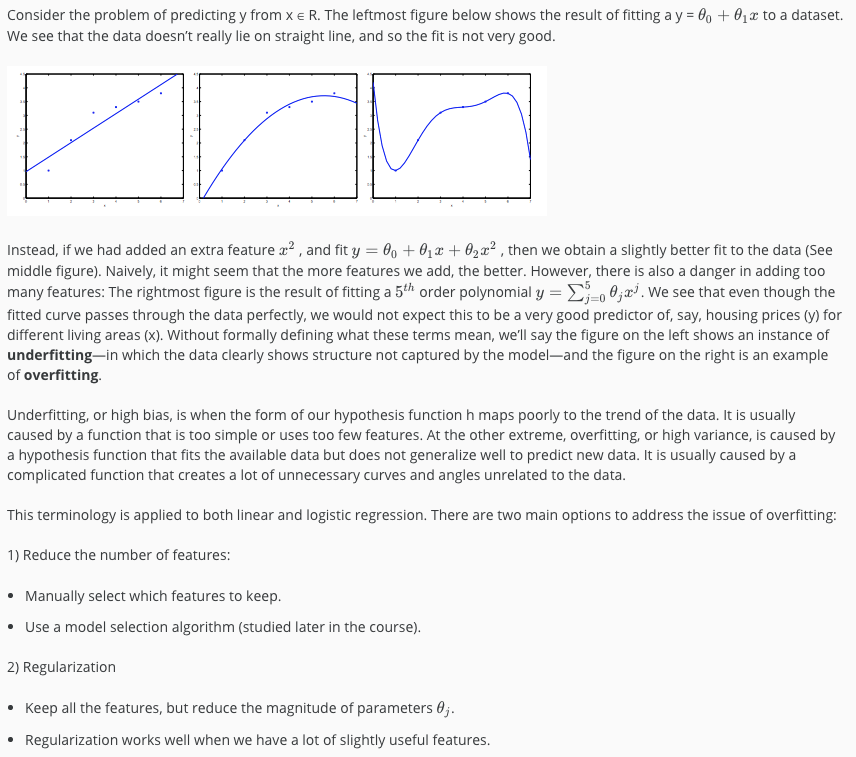 Consider the problem of predicting y from x ∈ R. The leftmost figure below shows the result of fitting a y = θ₀ + θ₁x to a dataset.
We see that the data doesn’t really lie on straight line, and so the fit is not very good.
Instead, if we had added an extra feature x² , and fit y = θ₀ + θ₁x + θ₂x² , then we obtain a slightly better fit to the data (See
middle figure). Naively, it might seem that the more features we add, the better. However, there is also a danger in adding too
many features: The rightmost figure is the result of fitting a 5ᵗʰ order polynomial y = ∑⁵ⱼ₌₀ θⱼxʲ. We see that even though the
fitted curve passes through the data perfectly, we would not expect this to be a very good predictor of, say, housing prices (y) for
different living areas (x). Without formally defining what these terms mean, we’ll say the figure on the left shows an instance of
underfitting—in which the data clearly shows structure not captured by the model—and the figure on the right is an example
of overfitting.
Underfitting, or high bias, is when the form of our hypothesis function h maps poorly to the trend of the data. It is usually
caused by a function that is too simple or uses too few features. At the other extreme, overfitting, or high variance, is caused by
a hypothesis function that fits the available data but does not generalize well to predict new data. It is usually caused by a
complicated function that creates a lot of unnecessary curves and angles unrelated to the data.
This terminology is applied to both linear and logistic regression. There are two main options to address the issue of overfitting:
1) Reduce the number of features:
• Manually select which features to keep.
• Use a model selection algorithm (studied later in the course).
2) Regularization
• Keep all the features, but reduce the magnitude of parameters θⱼ.
• Regularization works well when we have a lot of slightly useful features.